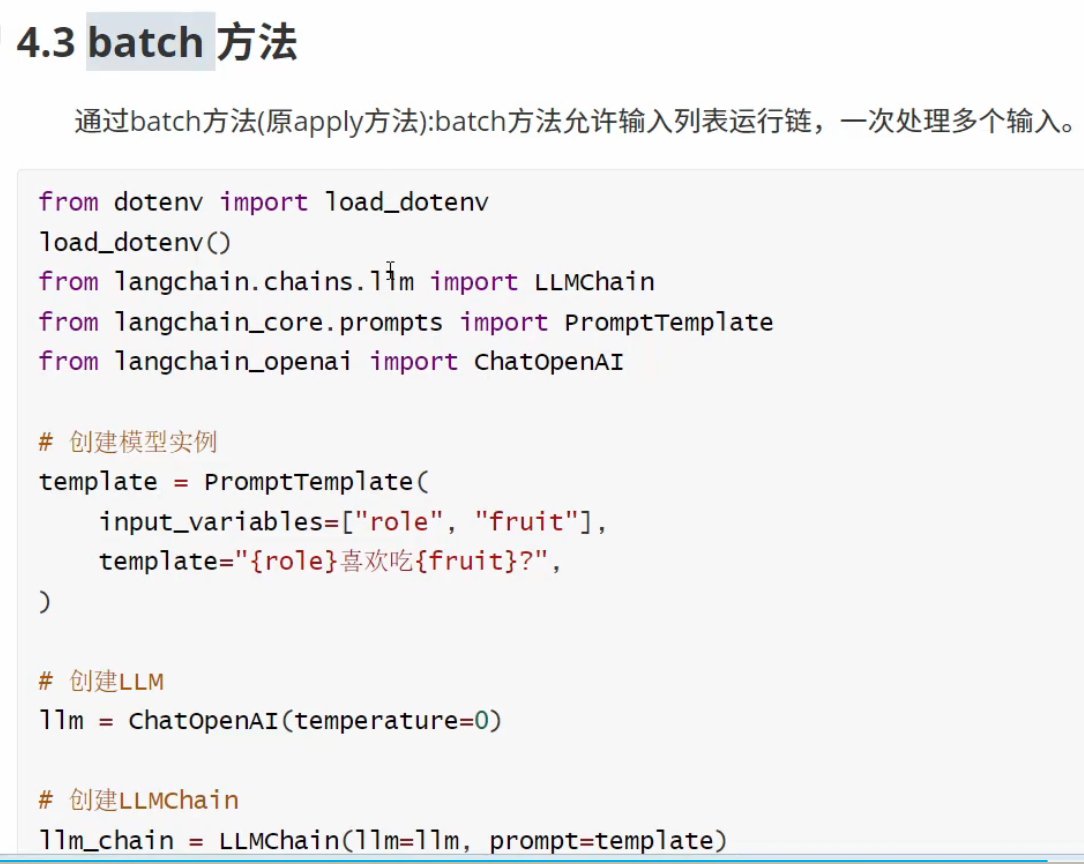 4.3 batch 方法
通过batch方法(原apply方法):batch方法允许输入列表运行链，一次处理多个输入。
from dotenv import load_dotenv
load_dotenv()
from langchain.chains.llm import LLMChain
from langchain_core.prompts import PromptTemplate
from langchain_openai import ChatOpenAI
# 创建模型实例
template = PromptTemplate(
    input_variables=["role", "fruit"],
    template="{role}喜欢吃{fruit}?",
)
# 创建LLM
llm = ChatOpenAI(temperature=0)
# 创建LLMChain
llm_chain = LLMChain(llm=llm, prompt=template)